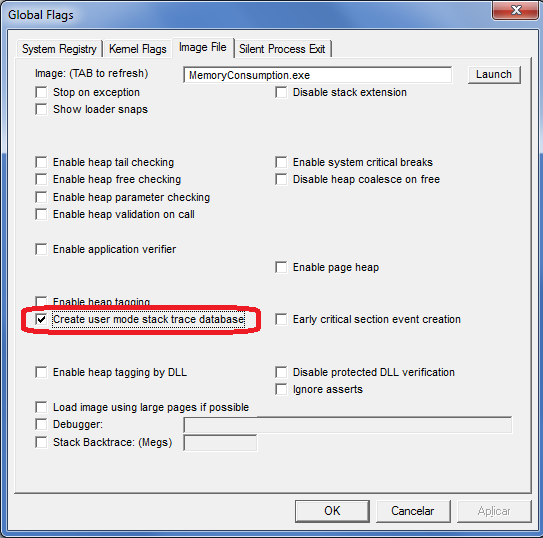 Global Flags
System Registry Kernel Flags Image File Silent Process Exit
Image: (TAB to refresh) MemoryConsumption.exe Launch
Stop on exception Disable stack extension
Show loader snaps
Enable heap tail checking Enable system critical breaks
Enable heap free checking Disable heap coalesce on free
Enable heap parameter checking
Enable heap validation on call
Enable application verifier
Enable page heap
Enable heap tagging
Create user mode stack trace database Early critical section event creation
Enable heap tagging by DLL Disable protected DLL verification
Ignore asserts
Load image using large pages if possible
Debugger:
Stack Backtrace: (Megs)
OK Cancelar Aplicar